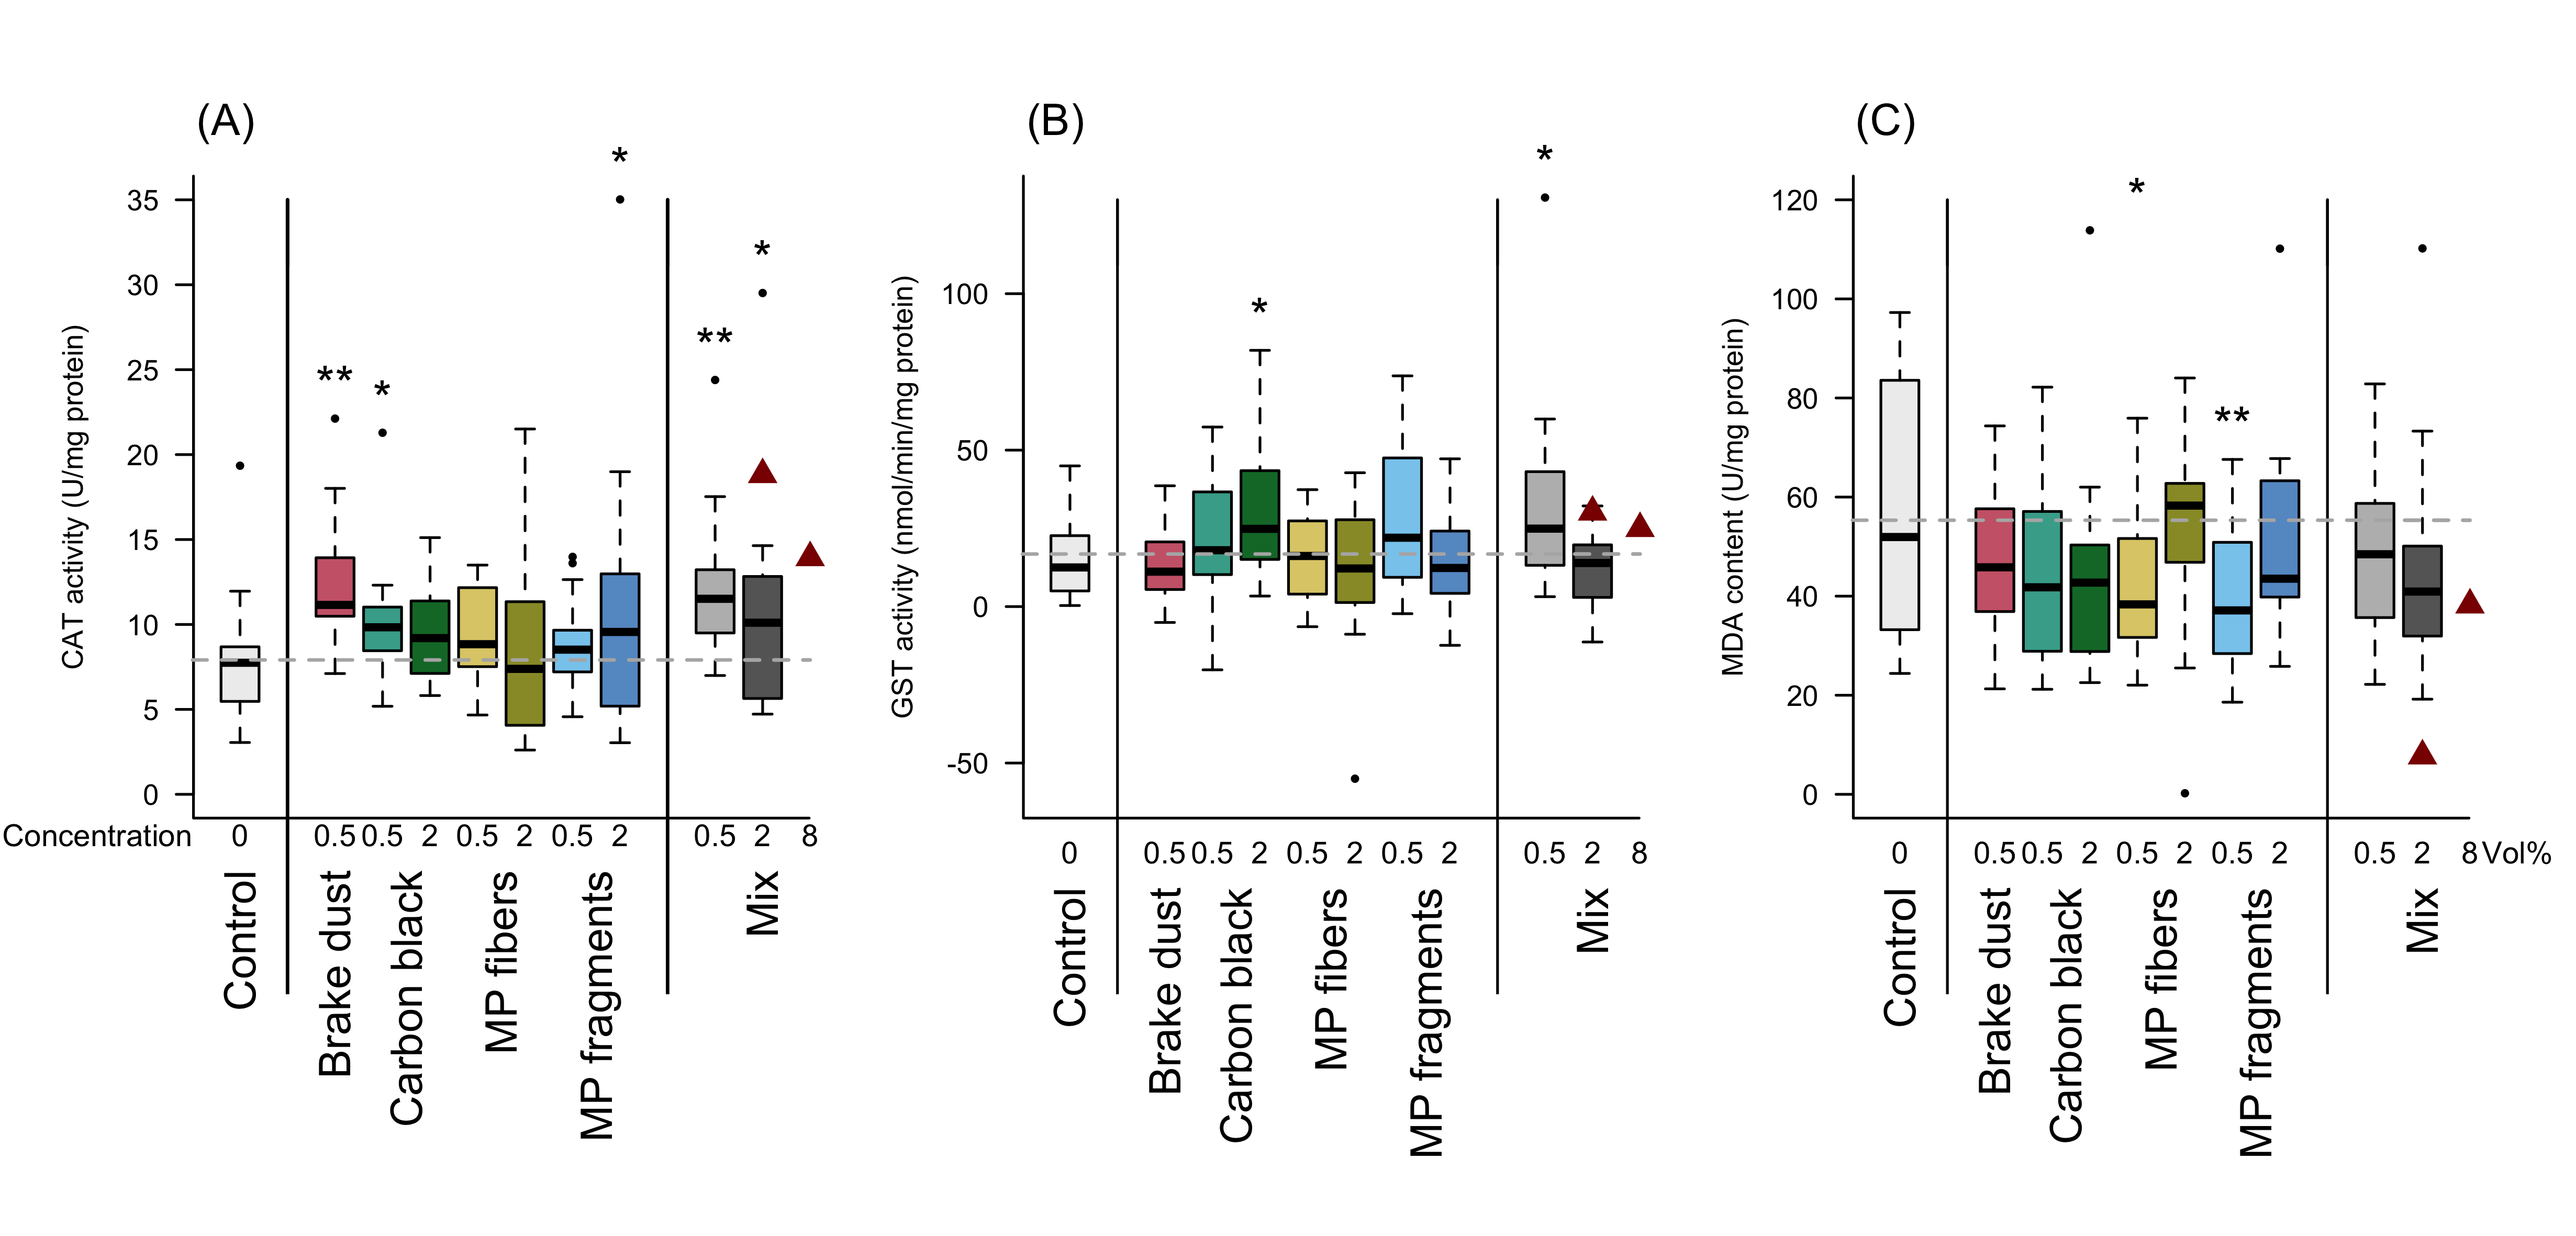 (A)
(B)
(C)
CAT activity (U/mg protein)
35
30
25
20
15
10
5
0
**
*
*
**
*
Concentration 0 0.5 0.5 2 0.5 2 0.5 2 0.5 2 8
Control
Brake dust
Carbon black
MP fibers
MP fragments
Mix
GST activity (nmol/min/mg protein)
100
50
0
-50
*
*
0 0.5 0.5 2 0.5 2 0.5 2 0.5 2 8
Control
Brake dust
Carbon black
MP fibers
MP fragments
Mix
MDA content (U/mg protein)
120
100
80
60
40
20
0
*
**
0 0.5 0.5 2 0.5 2 0.5 2 0.5 2 8 Vol%
Control
Brake dust
Carbon black
MP fibers
MP fragments
Mix